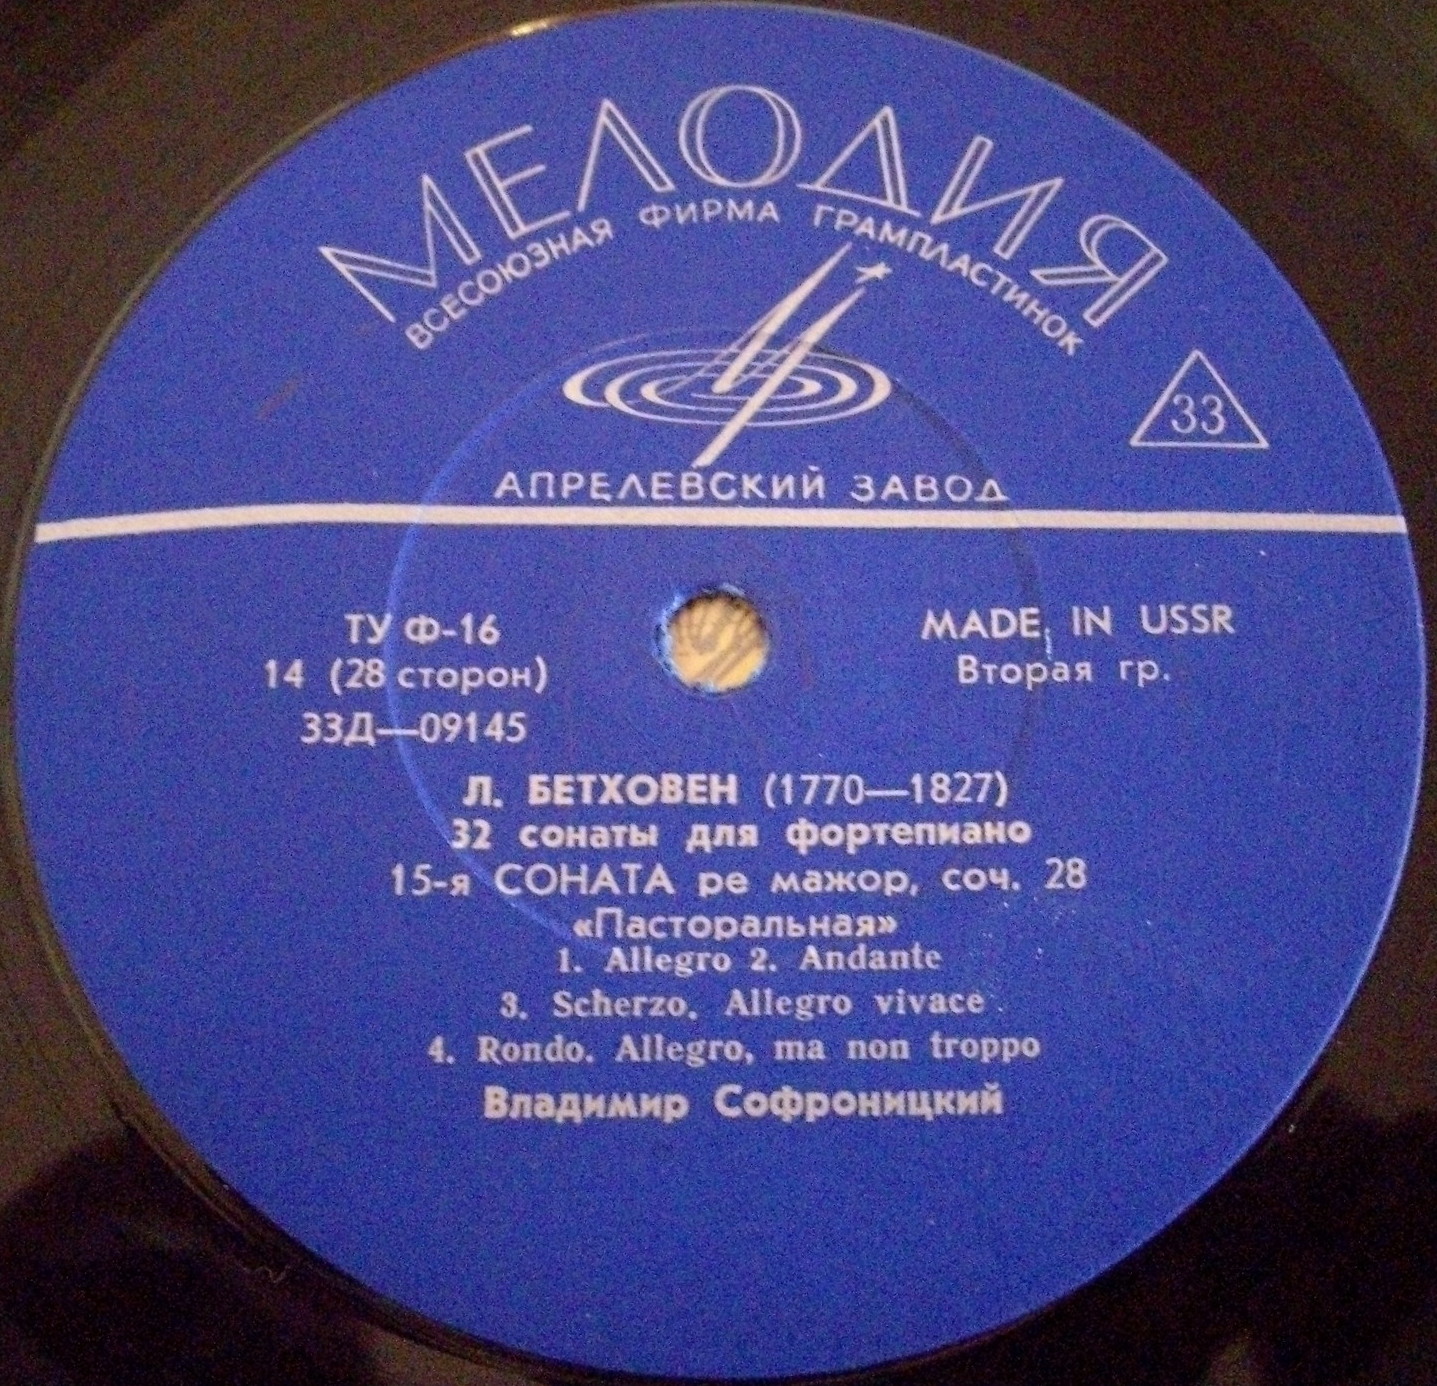 МЕЛОДИЯ
ВСЕСОЮЗНАЯ ФИРМА ГРАМПЛАСТИНОК
33
АПРЕЛЕВСКИЙ ЗАВОД
ТУ Ф-16
14 (28 сторон)
33Д—09145
MADE IN USSR
Вторая гр.
Л. БЕТХОВЕН (1770—1827)
32 сонаты для фортепиано
15-я СОНАТА ре мажор, соч. 28
«Пасторальная»
1. Allegro 2. Andante
3. Scherzo. Allegro vivace
4. Rondo. Allegro, ma non troppo
Владимир Софроницкий